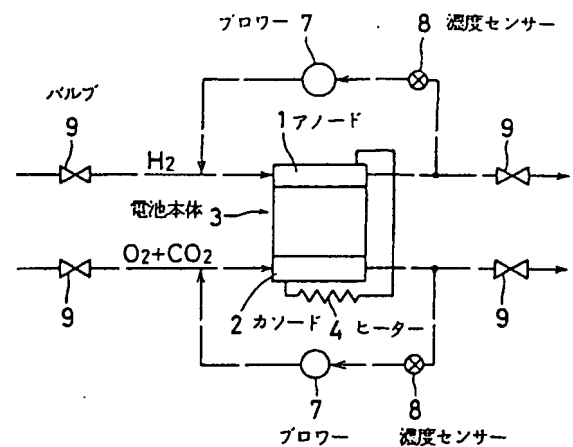 ブロワー 7
8 濃度センサー
バルブ
9
1 アノード
9
H2
電池本体 3
O2+CO2
9
2 カソード
4 ヒーター
9
7
ブロワー
8
濃度センサー